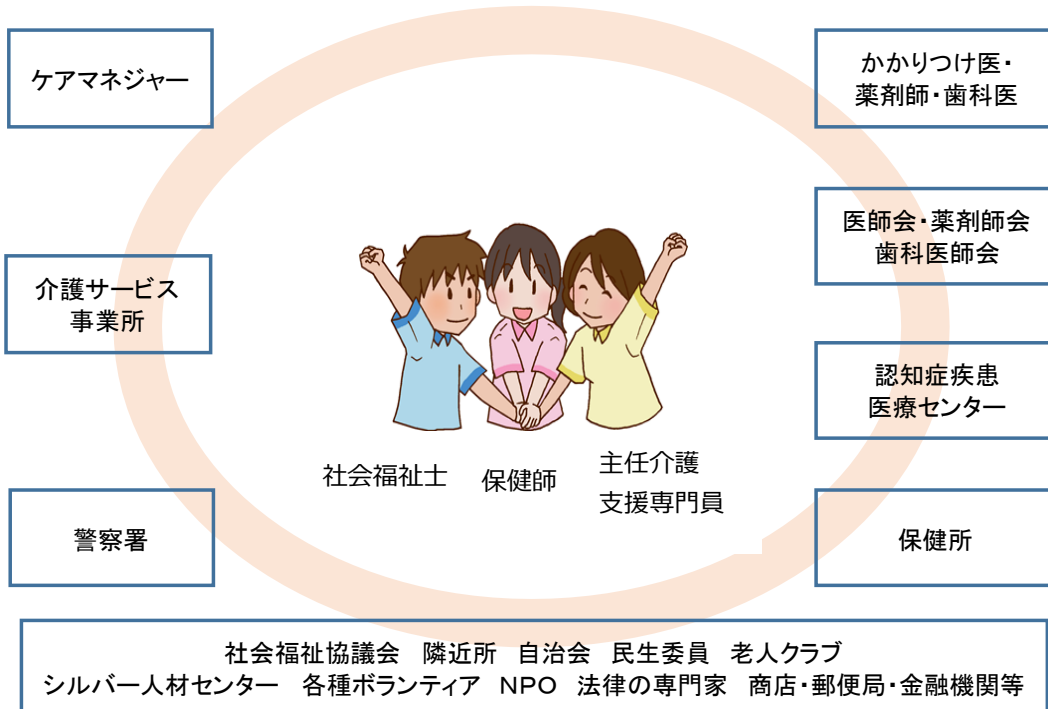 ケアマネジャー
かかりつけ医・
薬剤師・歯科医
医師会・薬剤師会
歯科医師会
介護サービス
事業所
認知症疾患
医療センター
社会福祉士
保健師
主任介護
支援専門員
警察署
保健所
社会福祉協議会　隣近所　自治会　民生委員　老人クラブ
シルバー人材センター　各種ボランティア　NPO　法律の専門家　商店・郵便局・金融機関等